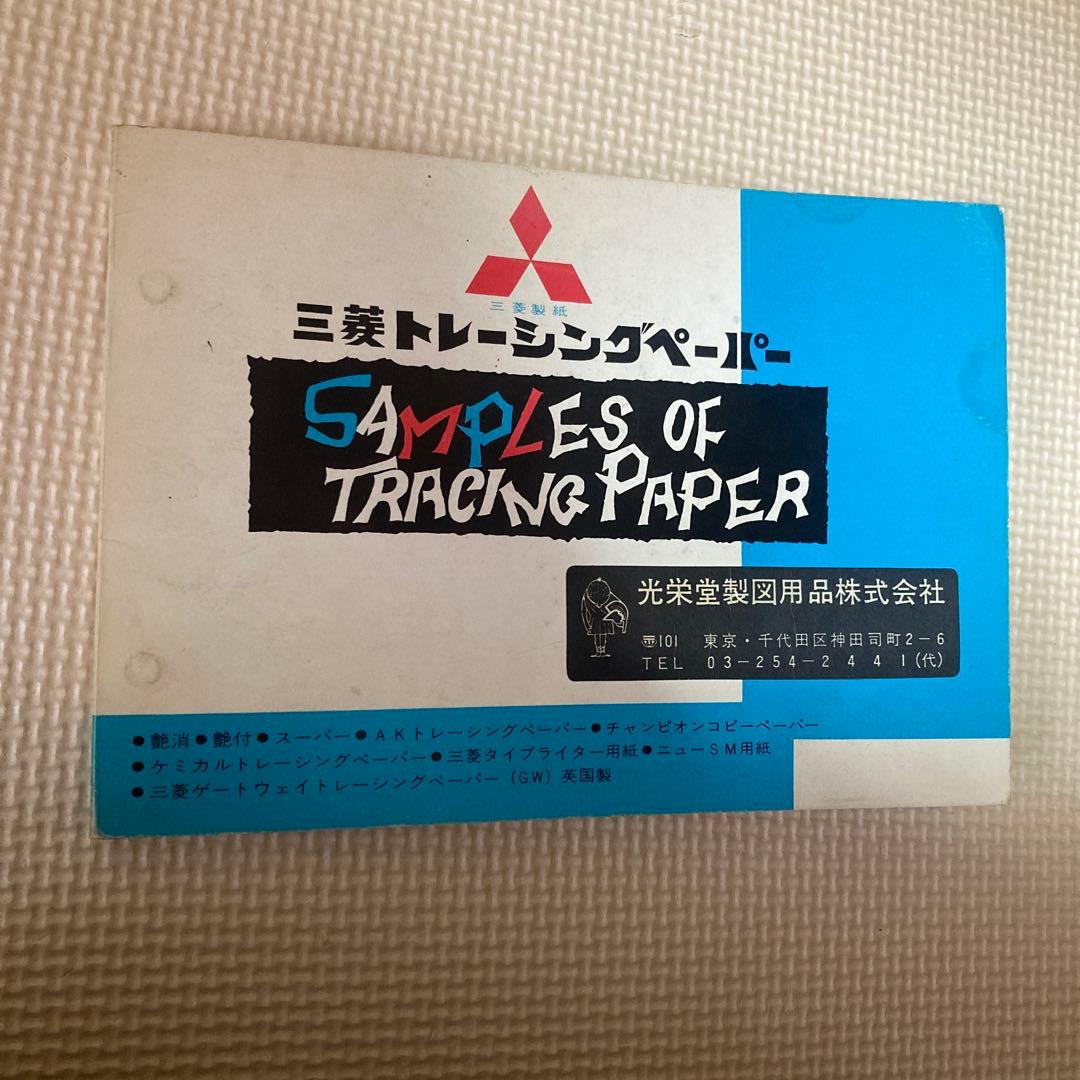 三菱製紙
三菱トレーシングペーパー
SAMPLES OF
TRACING PAPER
光栄堂製図用品株式会社
〒101 東京・千代田区神田司町2-6
TEL 03-254-2441(代)
●艶消●艶付●スーパー●AKトレーシングペーパー●チャンピオンコピーペーパー
●ケミカルトレーシングペーパー●三菱タイプライター用紙●ニューSM用紙
●三菱ゲートウェイトレーシングペーパー (G.W) 英国製